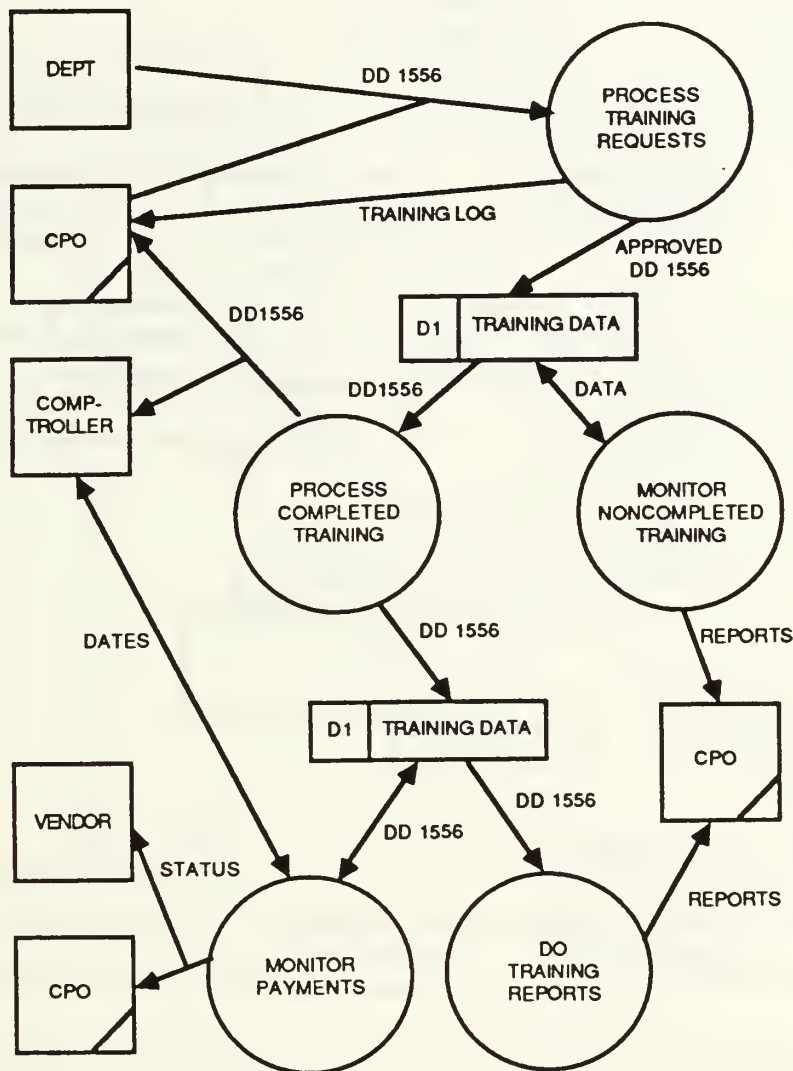 DEPT
DD 1556
PROCESS
TRAINING
REQUESTS
CPO
TRAINING LOG
APPROVED
DD 1556
DD1556
D1
TRAINING DATA
COMP-
TROLLER
DD1556
DATA
PROCESS
COMPLETED
TRAINING
MONITOR
NONCOMPLETED
TRAINING
DATES
DD 1556
REPORTS
D1
TRAINING DATA
CPO
VENDOR
DD 1556
DD 1556
STATUS
REPORTS
CPO
MONITOR
PAYMENTS
DO
TRAINING
REPORTS